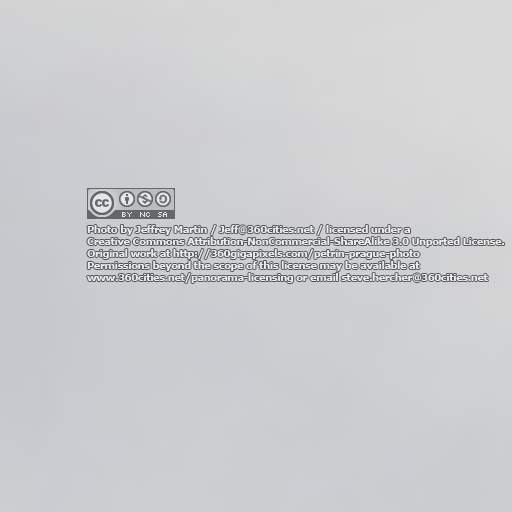 cc
BY NC SA
Photo by Jeffrey Martin / Jeff@360cities.net / licensed under a
Creative Commons Attribution-NonCommercial-ShareAlike 3.0 Unported License.
Original work at http://360gigapixels.com/petrin-prague-photo
Permissions beyond the scope of this license may be available at
www.360cities.net/panorama-licensing or email steve.hercher@360cities.net